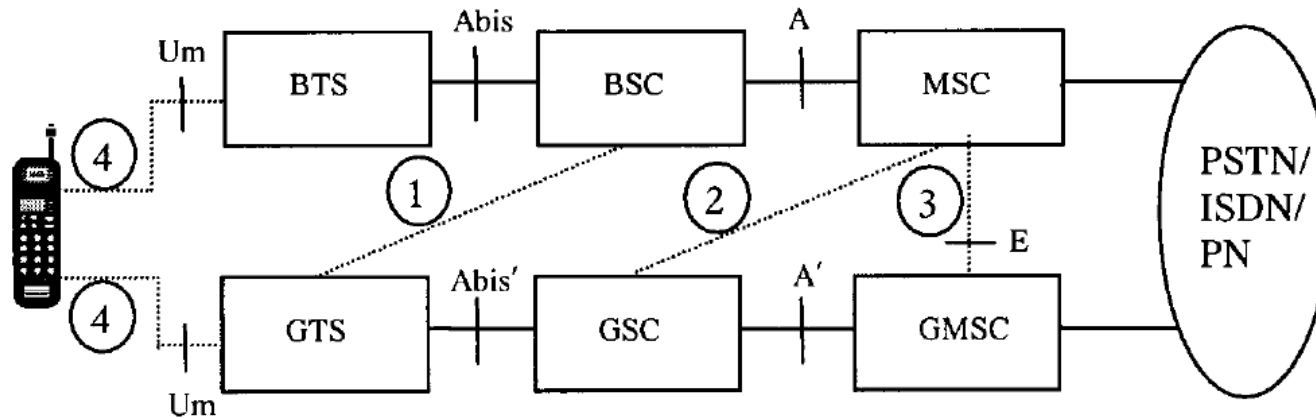 Um
Abis
A
BTS
BSC
MSC
4
1
2
3
E
PSTN/
ISDN/
PN
4
Um
Abis′
A′
GTS
GSC
GMSC